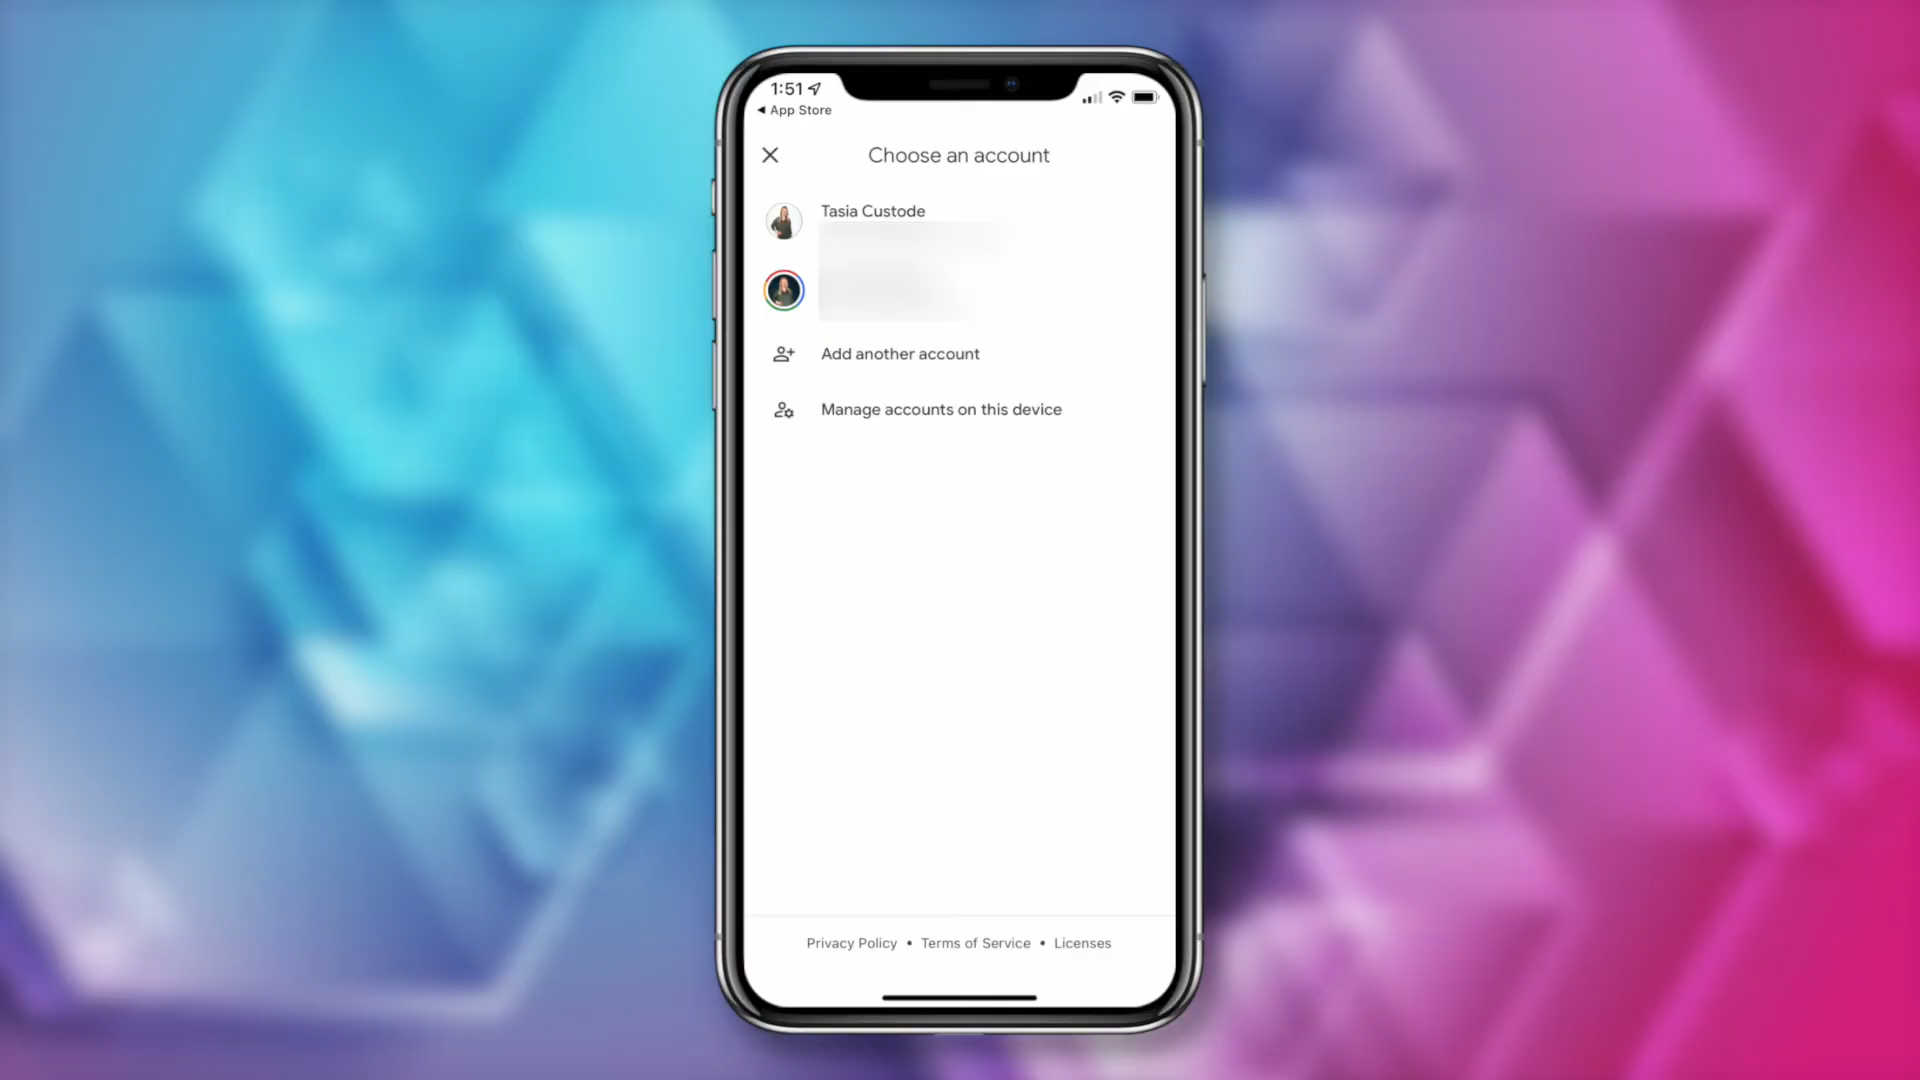 1:51
◀ App Store
Choose an account
Tasia Custode
Add another account
Manage accounts on this device
Privacy Policy • Terms of Service • Licenses